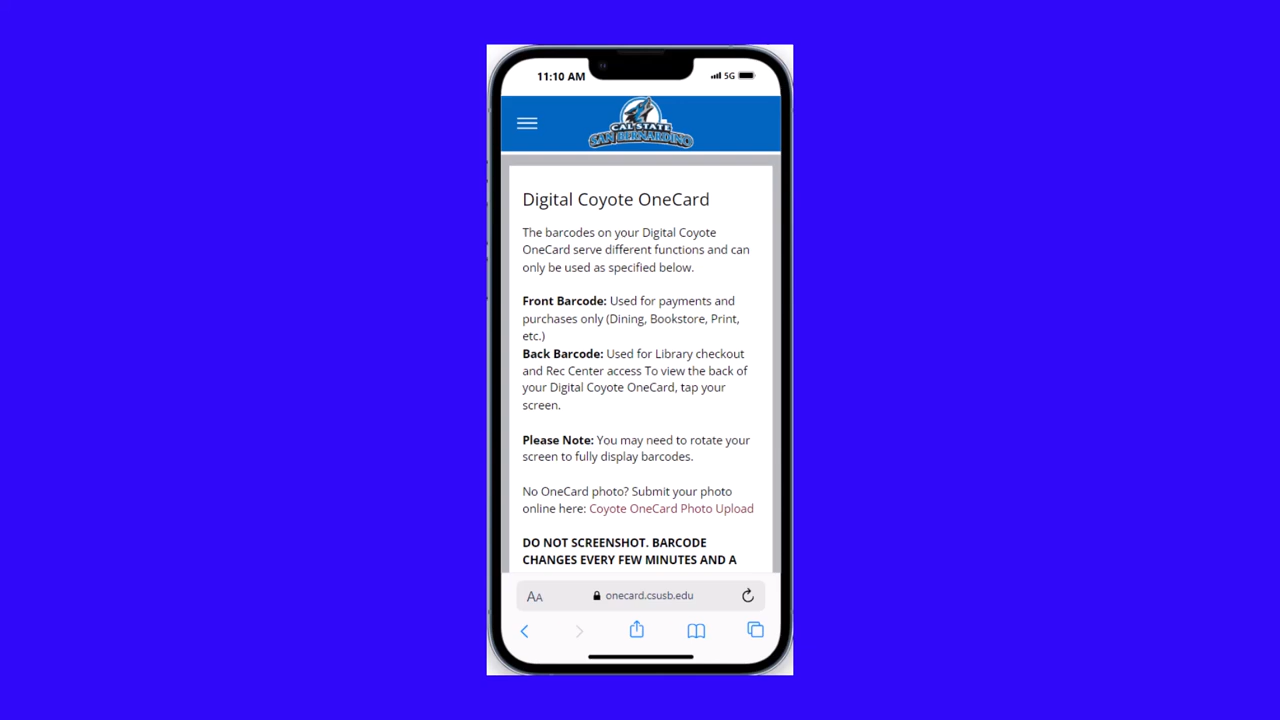 11:10 AM
5G
CAL STATE
SAN BERNARDINO
Digital Coyote OneCard
The barcodes on your Digital Coyote
OneCard serve different functions and can
only be used as specified below.
Front Barcode: Used for payments and
purchases only (Dining, Bookstore, Print,
etc.)
Back Barcode: Used for Library checkout
and Rec Center access To view the back of
your Digital Coyote OneCard, tap your
screen.
Please Note: You may need to rotate your
screen to fully display barcodes.
No OneCard photo? Submit your photo
online here: Coyote OneCard Photo Upload
DO NOT SCREENSHOT. BARCODE
CHANGES EVERY FEW MINUTES AND A
AA
onecard.csusb.edu